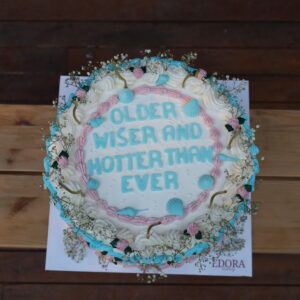 OLDER
WISER AND
HOTTER THAN
EVER
EDORA